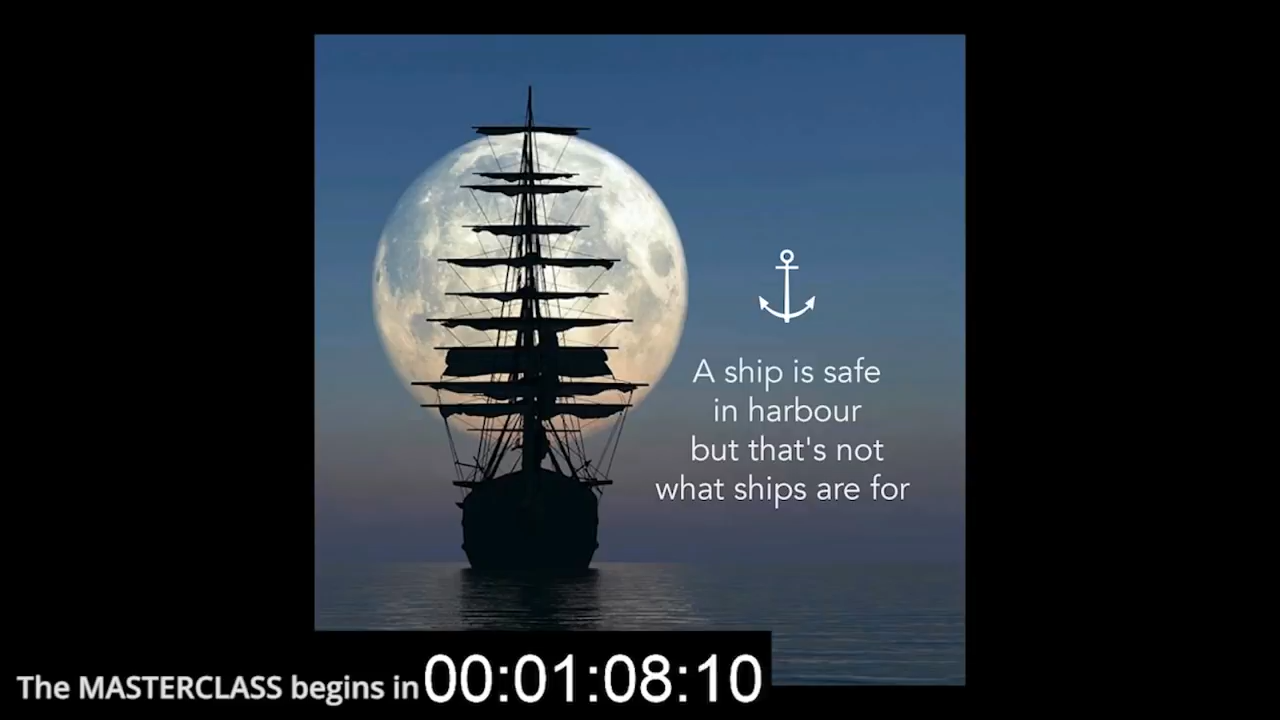 A ship is safe
in harbour
but that's not
what ships are for
The MASTERCLASS begins in 00:01:08:10